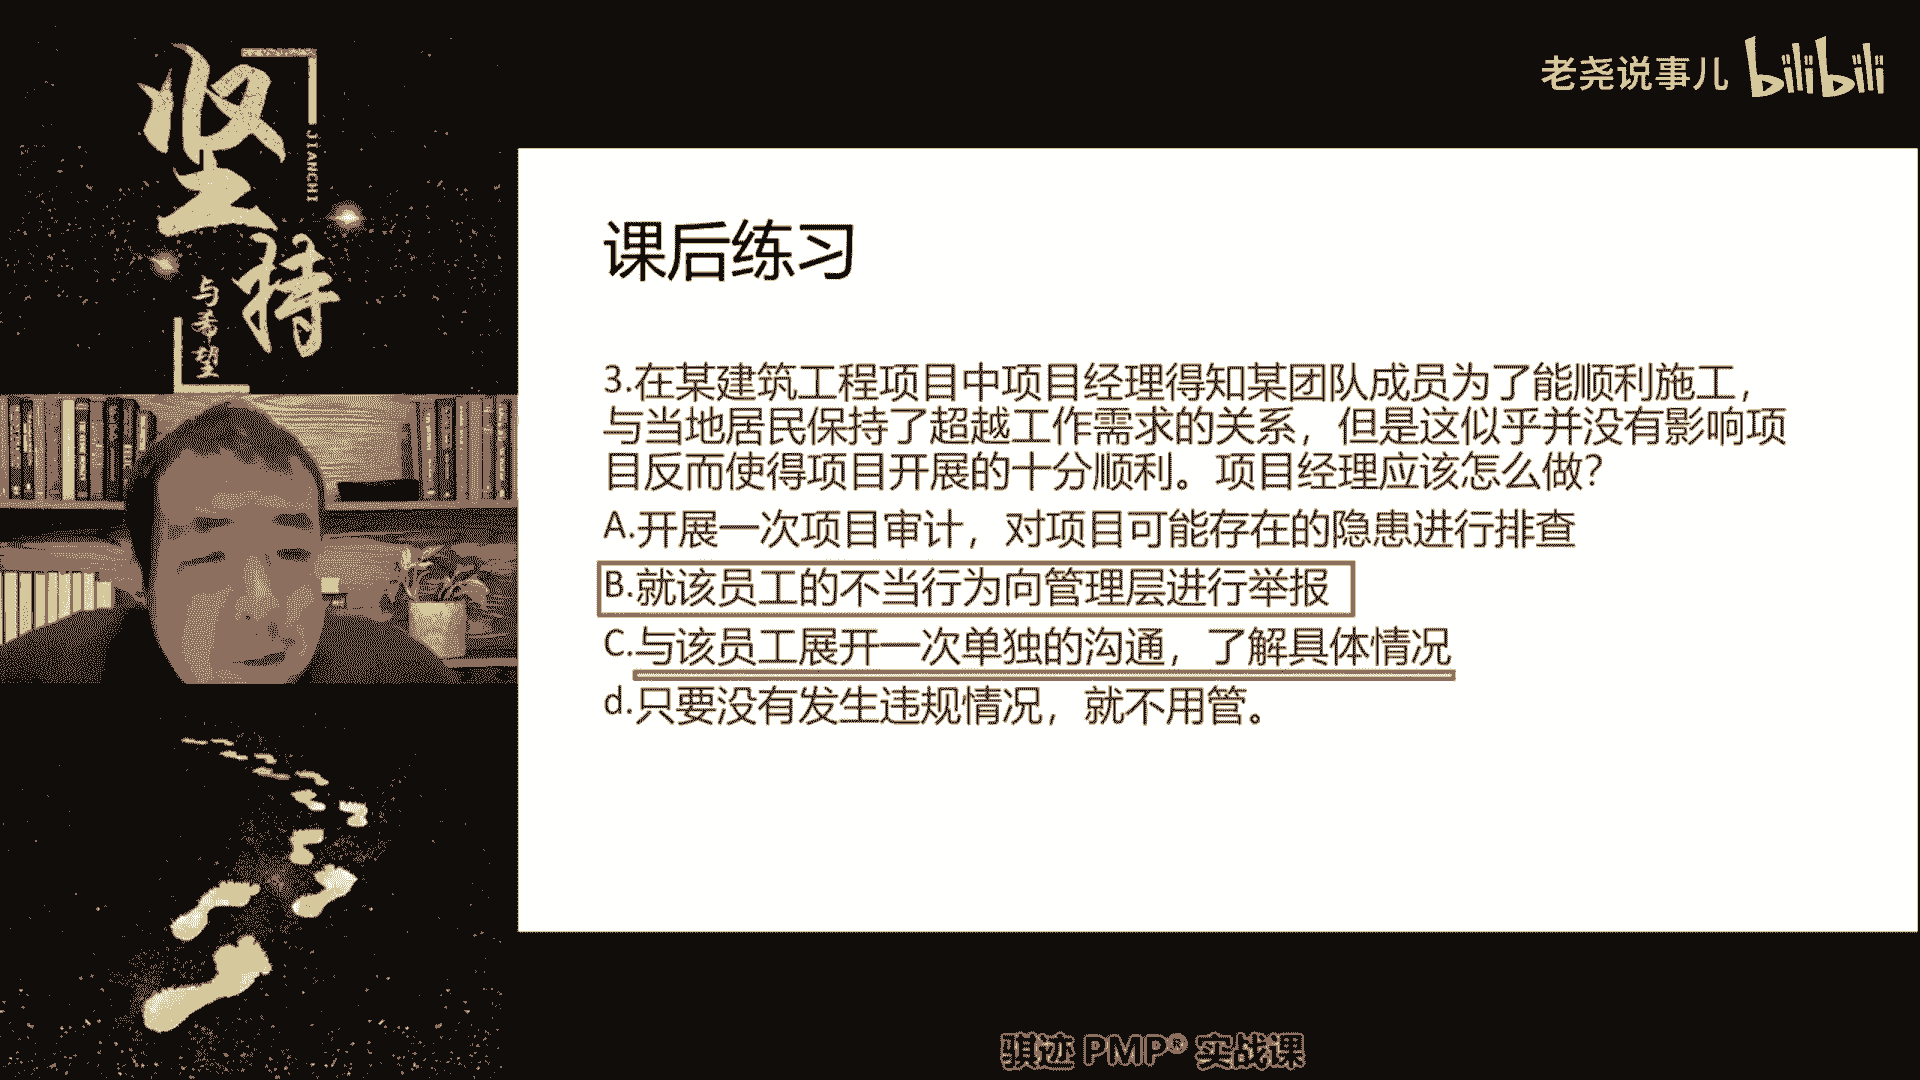 坚持
JIANCHI
与希望
老尧说事儿 bilibili
课后练习
3.在某建筑工程项目中项目经理得知某团队成员为了能顺利施工，
与当地居民保持了超越工作需求的关系，但是这似乎并没有影响项
目反而使得项目开展的十分顺利。项目经理应该怎么做？
A.开展一次项目审计，对项目可能存在的隐患进行排查
B.就该员工的不当行为向管理层进行举报
C.与该员工展开一次单独的沟通，了解具体情况
d.只要没有发生违规情况，就不用管。
骐迹 PMP® 实战课